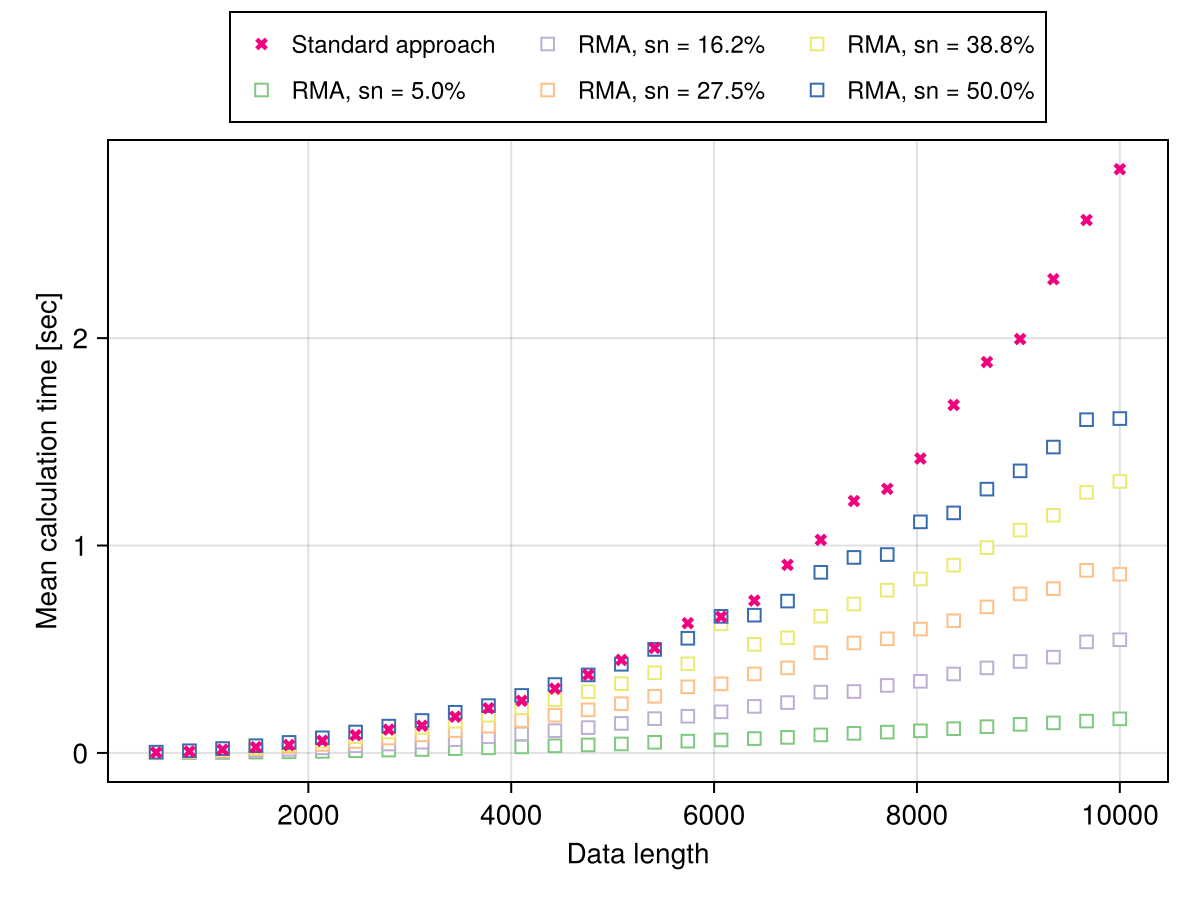 Standard approach
RMA, sn = 16.2%
RMA, sn = 38.8%
RMA, sn = 5.0%
RMA, sn = 27.5%
RMA, sn = 50.0%
Mean calculation time [sec]
2
1
0
2000
4000
6000
8000
10000
Data length